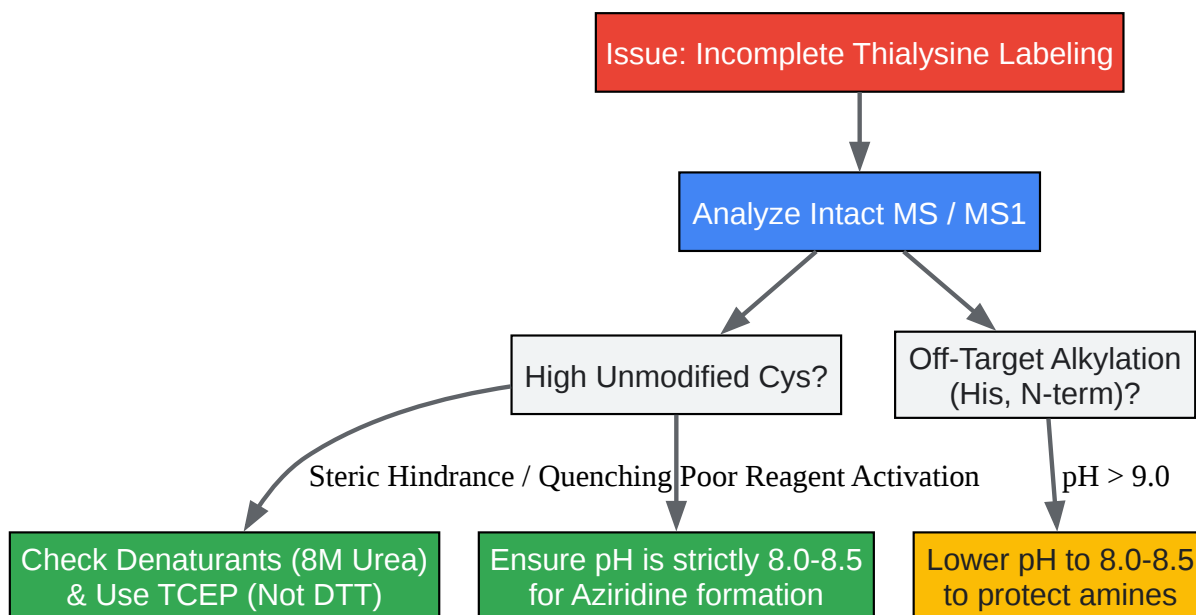 Issue: Incomplete Thialysine Labeling
Analyze Intact MS / MS1
High Unmodified Cys?
Off-Target Alkylation
(His, N-term)?
Steric Hindrance / Quenching
Poor Reagent Activation
pH > 9.0
Check Denaturants (8M Urea)
& Use TCEP (Not DTT)
Ensure pH is strictly 8.0-8.5
for Aziridine formation
Lower pH to 8.0-8.5
to protect amines